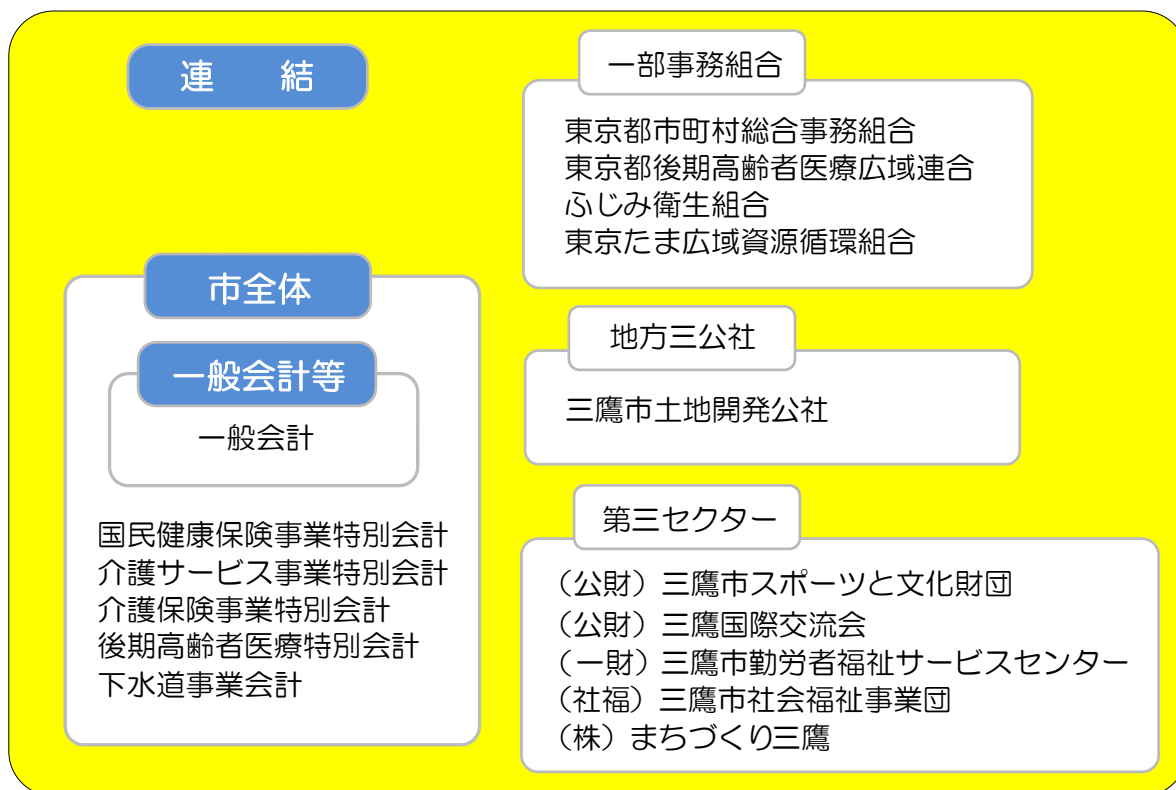 連　結
市全体
一般会計等
一般会計
国民健康保険事業特別会計
介護サービス事業特別会計
介護保険事業特別会計
後期高齢者医療特別会計
下水道事業会計
一部事務組合
東京都市町村総合事務組合
東京都後期高齢者医療広域連合
ふじみ衛生組合
東京たま広域資源循環組合
地方三公社
三鷹市土地開発公社
第三セクター
（公財）三鷹市スポーツと文化財団
（公財）三鷹国際交流会
（一財）三鷹市勤労者福祉サービスセンター
（社福）三鷹市社会福祉事業団
（株）まちづくり三鷹